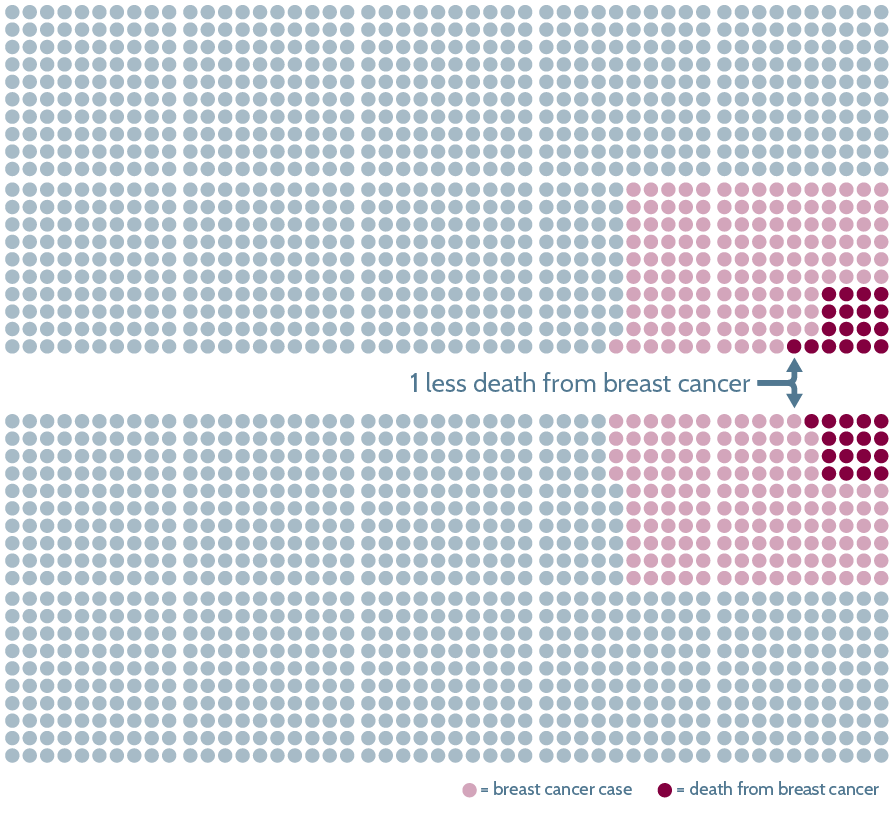 1 less death from breast cancer
= breast cancer case = death from breast cancer